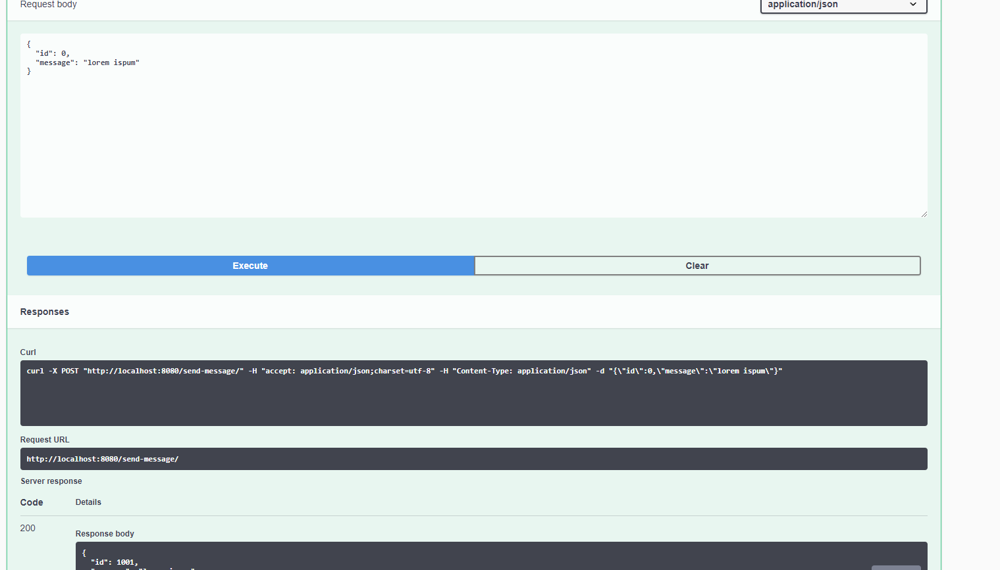 Request body
application/json
{
"id": 0,
"message": "lorem ispum"
}
Execute
Clear
Responses
Curl
curl -X POST "http://localhost:8080/send-message/" -H "accept: application/json;charset=utf-8" -H "Content-Type: application/json" -d "{\"id\":0,\"message\":\"lorem ispum\"}"
Request URL
http://localhost:8080/send-message/
Server response
Code
Details
200
Response body
{
"id": 1001,